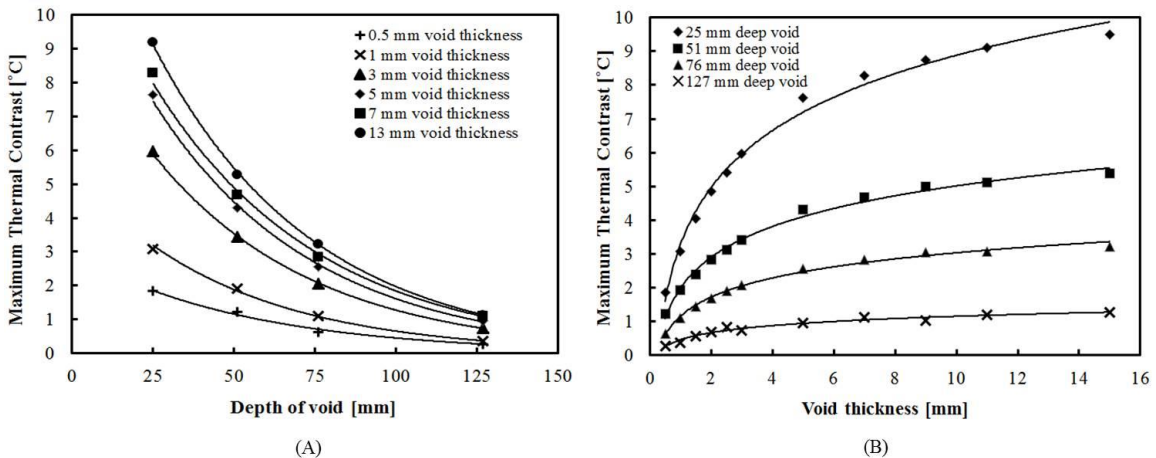 Maximum Thermal Contrast [˚C]
10
9
8
7
6
5
4
3
2
1
0
0.5 mm void thickness
1 mm void thickness
3 mm void thickness
5 mm void thickness
7 mm void thickness
13 mm void thickness
0 25 50 75 100 125 150
Depth of void [mm]
(A)
Maximum Thermal Contrast [˚C]
10
9
8
7
6
5
4
3
2
1
0
25 mm deep void
51 mm deep void
76 mm deep void
127 mm deep void
0 2 4 6 8 10 12 14 16
Void thickness [mm]
(B)